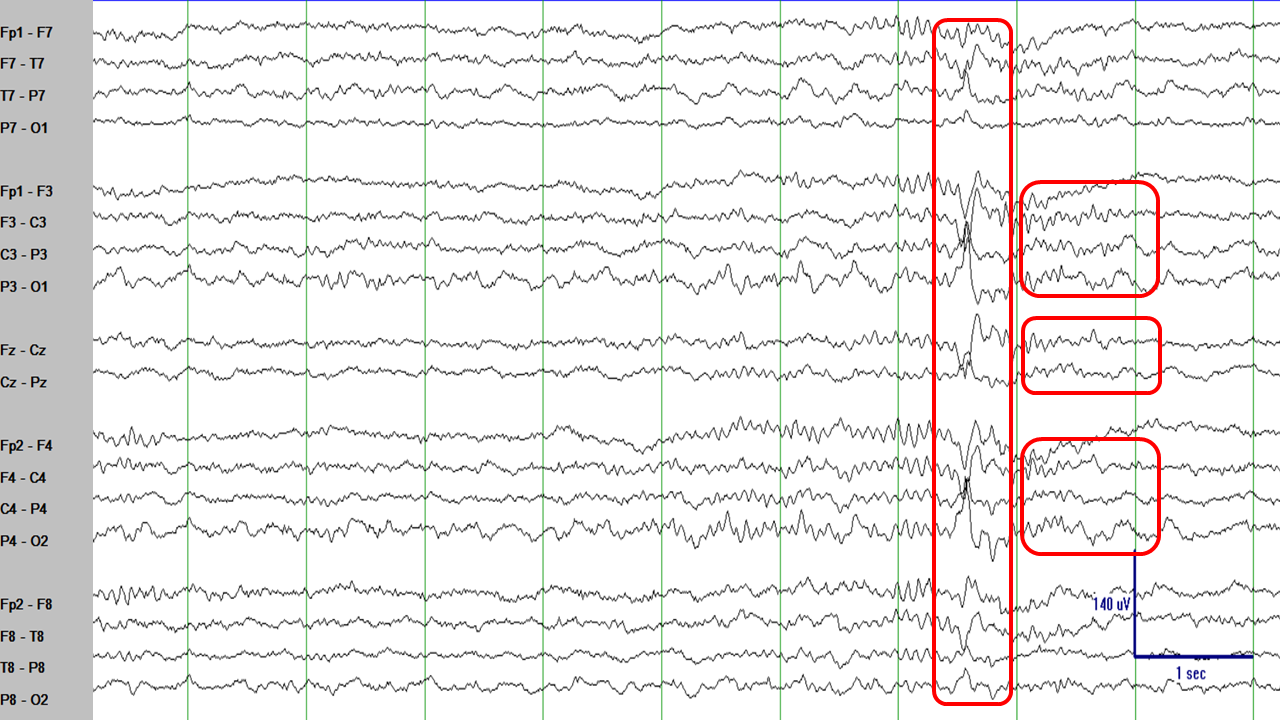 Fp1 - F7
F7 - T7
T7 - P7
P7 - O1
Fp1 - F3
F3 - C3
C3 - P3
P3 - O1
Fz - Cz
Cz - Pz
Fp2 - F4
F4 - C4
C4 - P4
P4 - O2
Fp2 - F8
F8 - T8
T8 - P8
P8 - O2
140 uV
1 sec